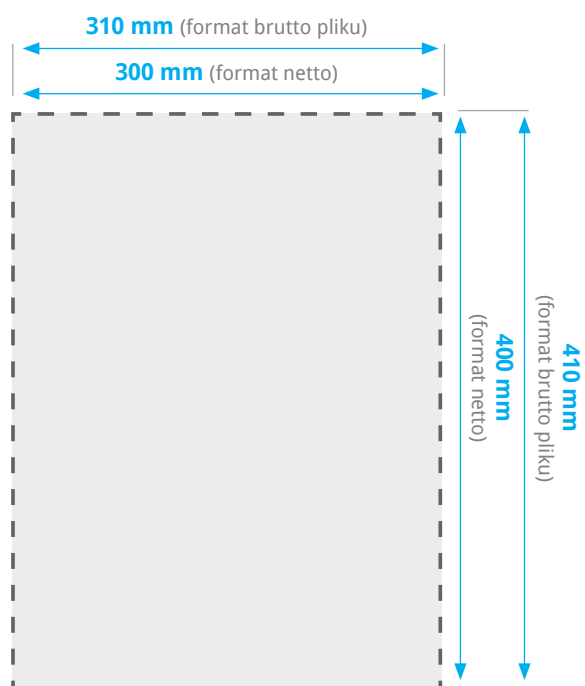 310 mm (format brutto pliku)
300 mm (format netto)
400 mm
(format netto)
410 mm
(format brutto pliku)